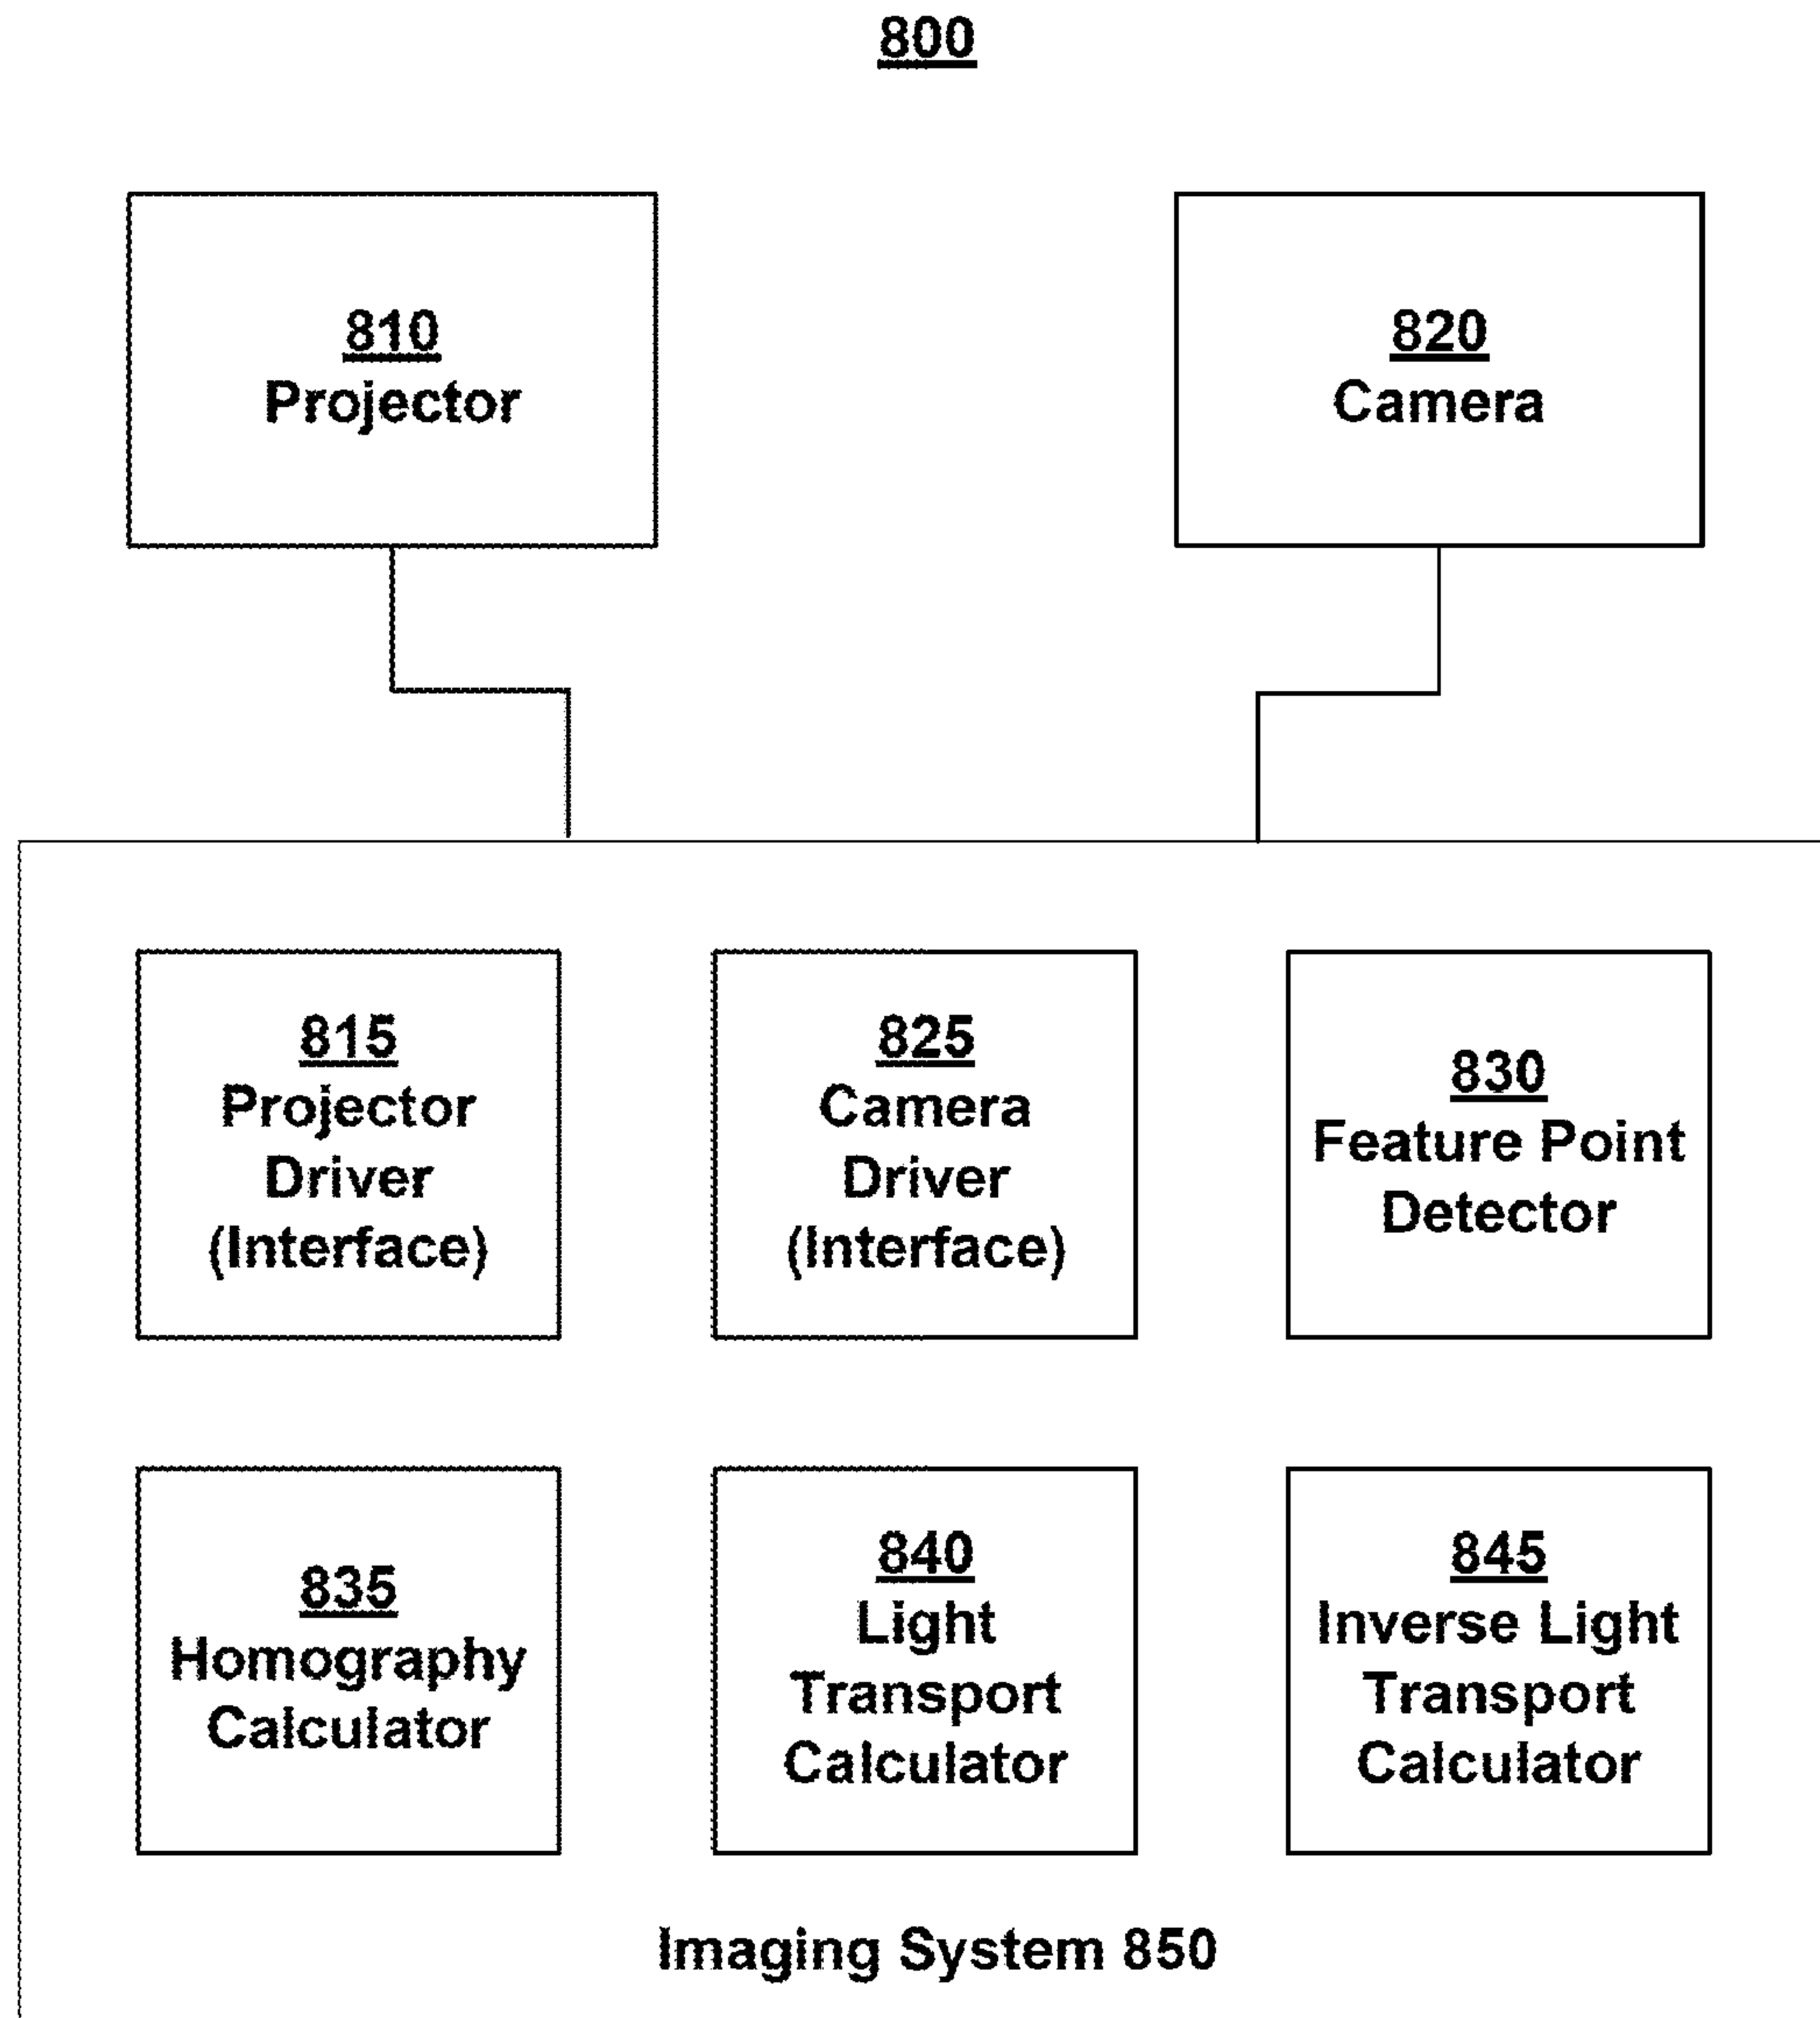 800
810
Projector
820
Camera
815
Projector
Driver
(Interface)
825
Camera
Driver
(Interface)
830
Feature Point
Detector
835
Homography
Calculator
840
Light
Transport
Calculator
845
Inverse Light
Transport
Calculator
Imaging System 850